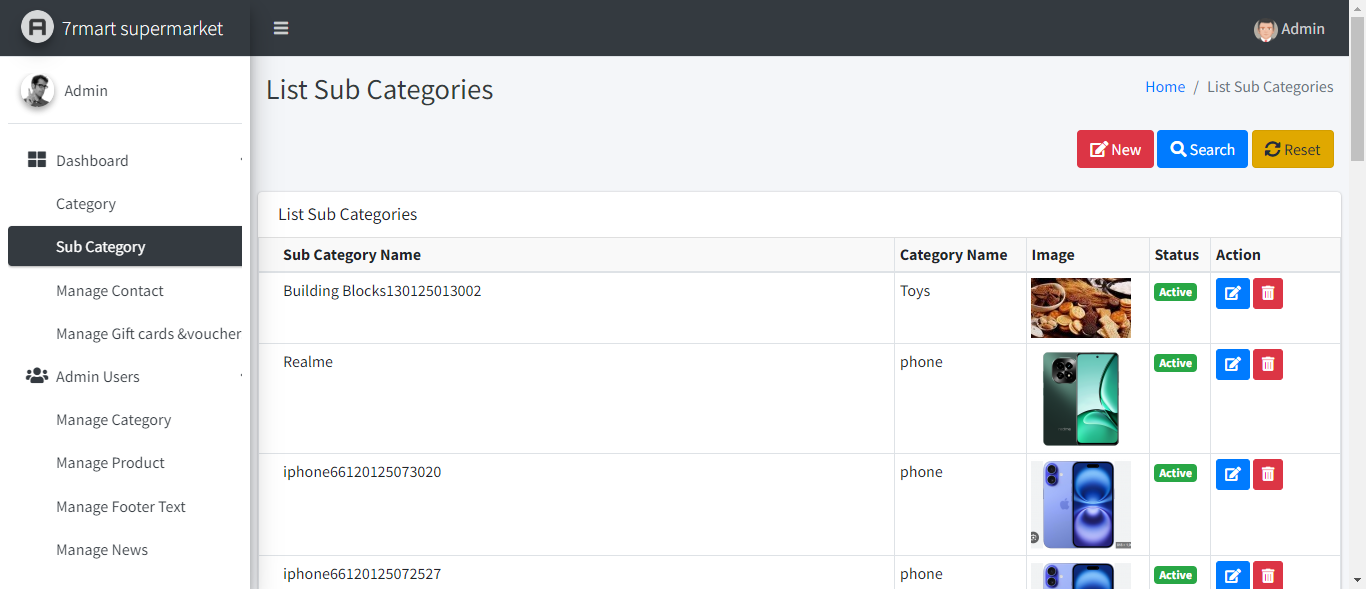 7rmart supermarket
Admin
Admin
List Sub Categories
Home / List Sub Categories
New Search Reset
Dashboard
Category
Sub Category
Manage Contact
Manage Gift cards &voucher
Admin Users
Manage Category
Manage Product
Manage Footer Text
Manage News
List Sub Categories
Sub Category Name Category Name Image Status Action
Building Blocks130125013002 Toys Active
Realme phone Active
iphone66120125073020 phone Active
iphone66120125072527 phone Active